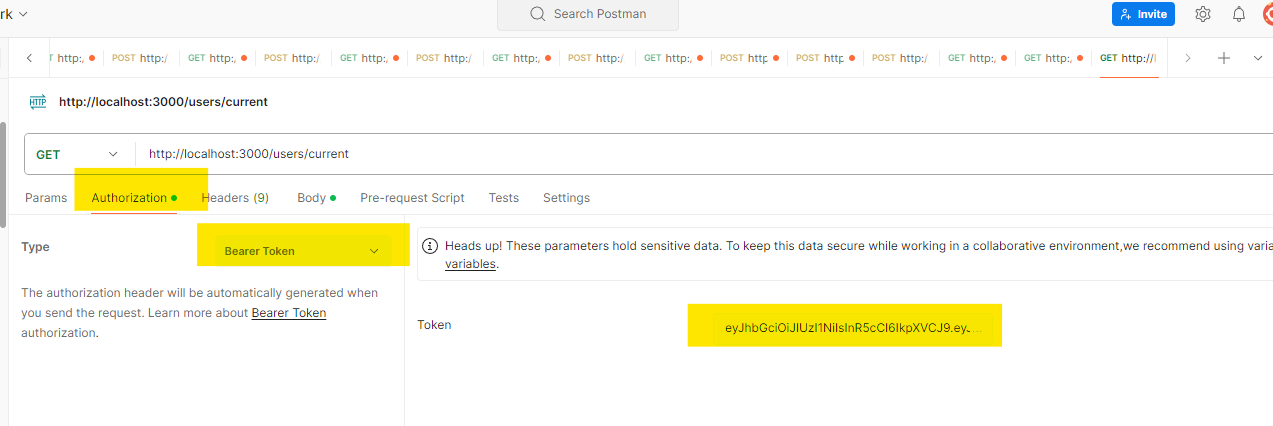 rk
Search Postman
Invite
T http:, POST http:/ GET http:, POST http:/ GET http:, POST http:/ GET http:, POST http:/ GET http:, POST http POST http: POST http:/ GET http:, GET http:, GET http://
HTTP http://localhost:3000/users/current
GET http://localhost:3000/users/current
Params Authorization Headers (9) Body Pre-request Script Tests Settings
Type Bearer Token
The authorization header will be automatically generated when
you send the request. Learn more about Bearer Token
authorization.
Heads up! These parameters hold sensitive data. To keep this data secure while working in a collaborative environment,we recommend using varia
variables.
Token eyJhbGciOiJIUzI1NiIsInR5cCI6IkpXVCJ9.eyJ...